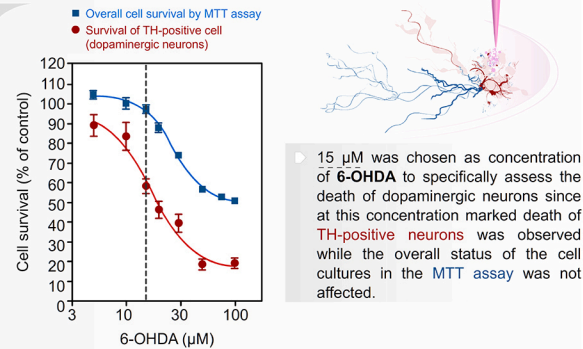 Overall cell survival by MTT assay
Survival of TH-positive cell
(dopaminergic neurons)
Cell survival (% of control)
120
110
100
90
80
70
60
50
40
30
20
10
0
3
10
30
100
6-OHDA (µM)
15 µM was chosen as concentration
of 6-OHDA to specifically assess the
death of dopaminergic neurons since
at this concentration marked death of
TH-positive neurons was observed
while the overall status of the cell
cultures in the MTT assay was not
affected.